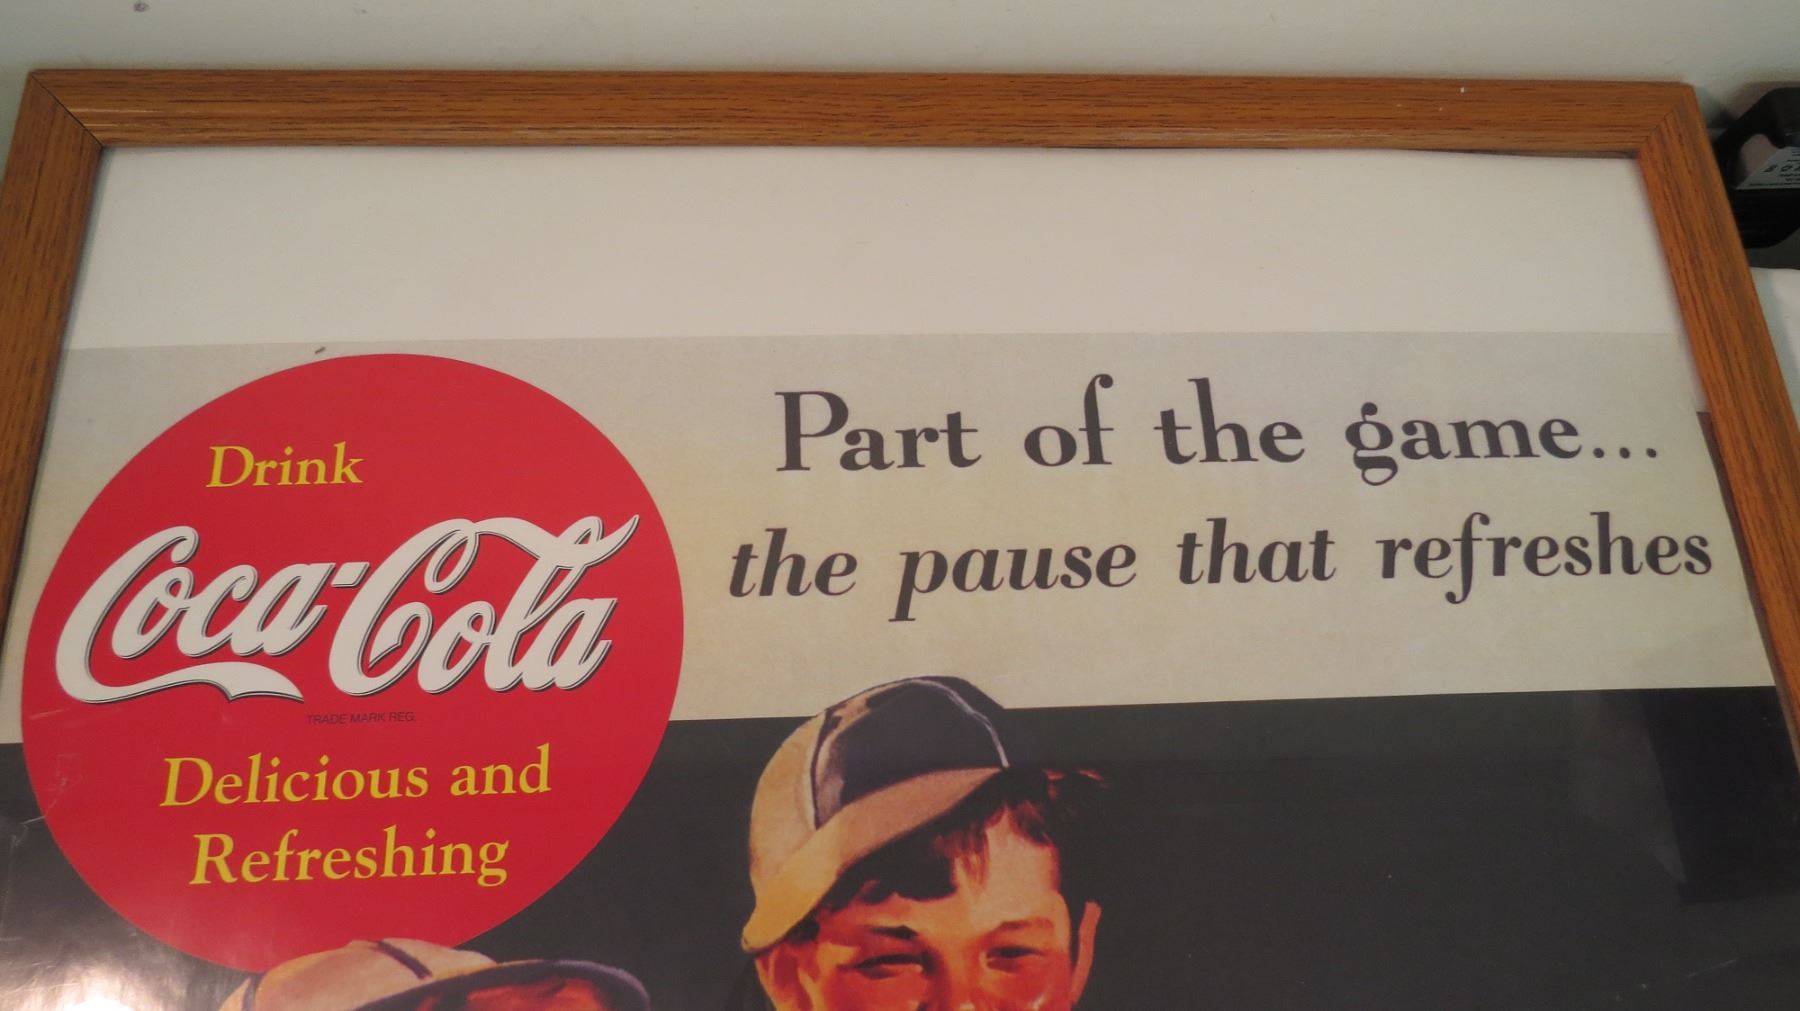 Drink
Coca-Cola
TRADE MARK REG.
Delicious and
Refreshing
Part of the game...
the pause that refreshes